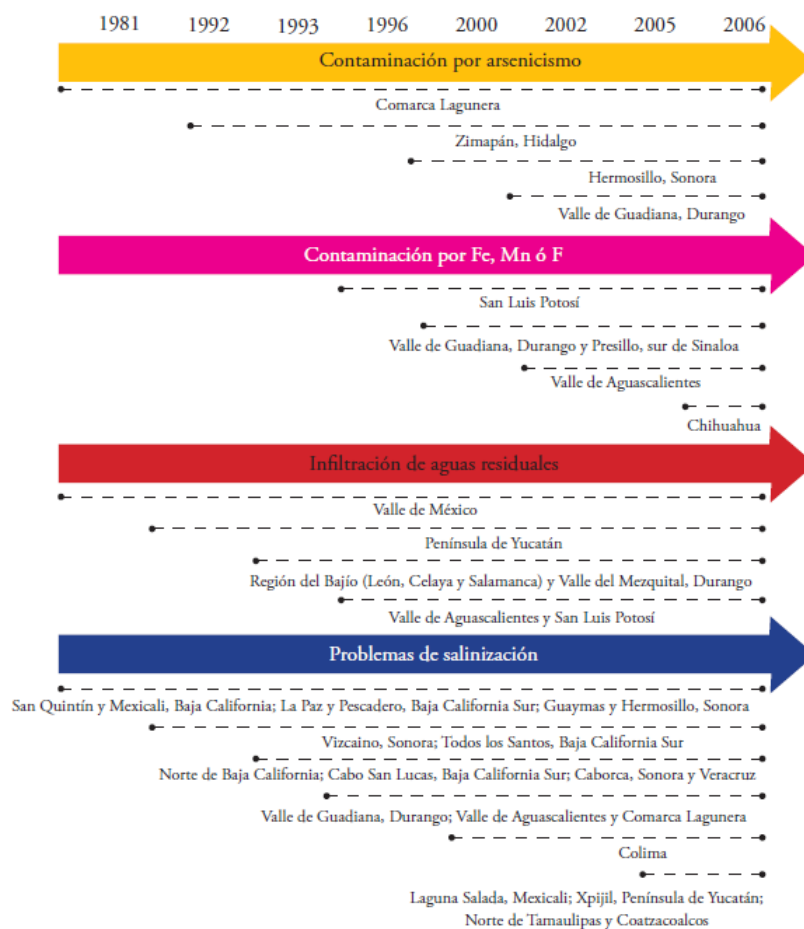 1981 1992 1993 1996 2000 2002 2005 2006
Contaminación por arsenicismo
Comarca Lagunera
Zimapán, Hidalgo
Hermosillo, Sonora
Valle de Guadiana, Durango
Contaminación por Fe, Mn ó F
San Luis Potosí
Valle de Guadiana, Durango y Presillo, sur de Sinaloa
Valle de Aguascalientes
Chihuahua
Infiltración de aguas residuales
Valle de México
Península de Yucatán
Región del Bajío (León, Celaya y Salamanca) y Valle del Mezquital, Durango
Valle de Aguascalientes y San Luis Potosí
Problemas de salinización
San Quintín y Mexicali, Baja California; La Paz y Pescadero, Baja California Sur; Guaymas y Hermosillo, Sonora
Vizcaino, Sonora; Todos los Santos, Baja California Sur
Norte de Baja California; Cabo San Lucas, Baja California Sur; Caborca, Sonora y Veracruz
Valle de Guadiana, Durango; Valle de Aguascalientes y Comarca Lagunera
Colima
Laguna Salada, Mexicali; Xpijil, Península de Yucatán;
Norte de Tamaulipas y Coatzacoalcos